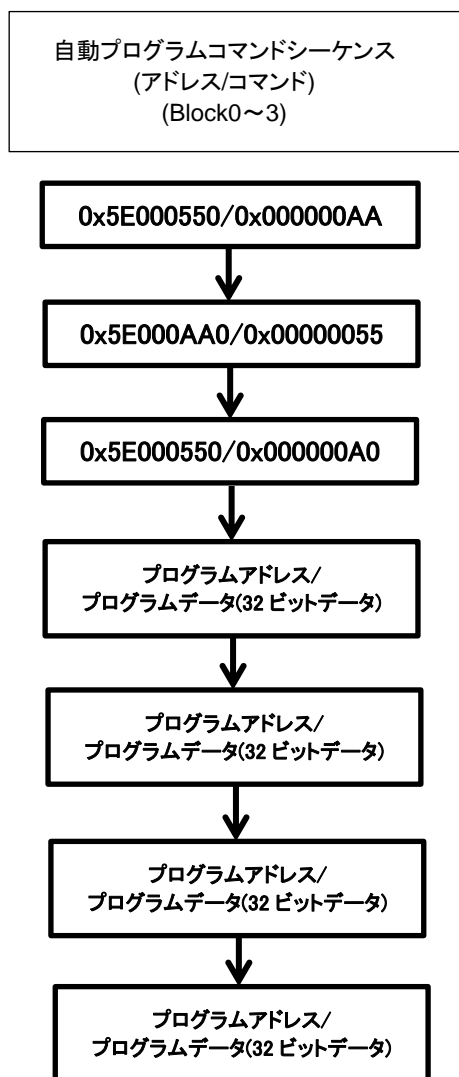 自動プログラムコマンドシーケンス
(アドレス/コマンド)
(Block0～3)
0x5E000550/0x000000AA
0x5E000AA0/0x00000055
0x5E000550/0x000000A0
プログラムアドレス/
プログラムデータ(32 ビットデータ)
プログラムアドレス/
プログラムデータ(32 ビットデータ)
プログラムアドレス/
プログラムデータ(32 ビットデータ)
プログラムアドレス/
プログラムデータ(32 ビットデータ)